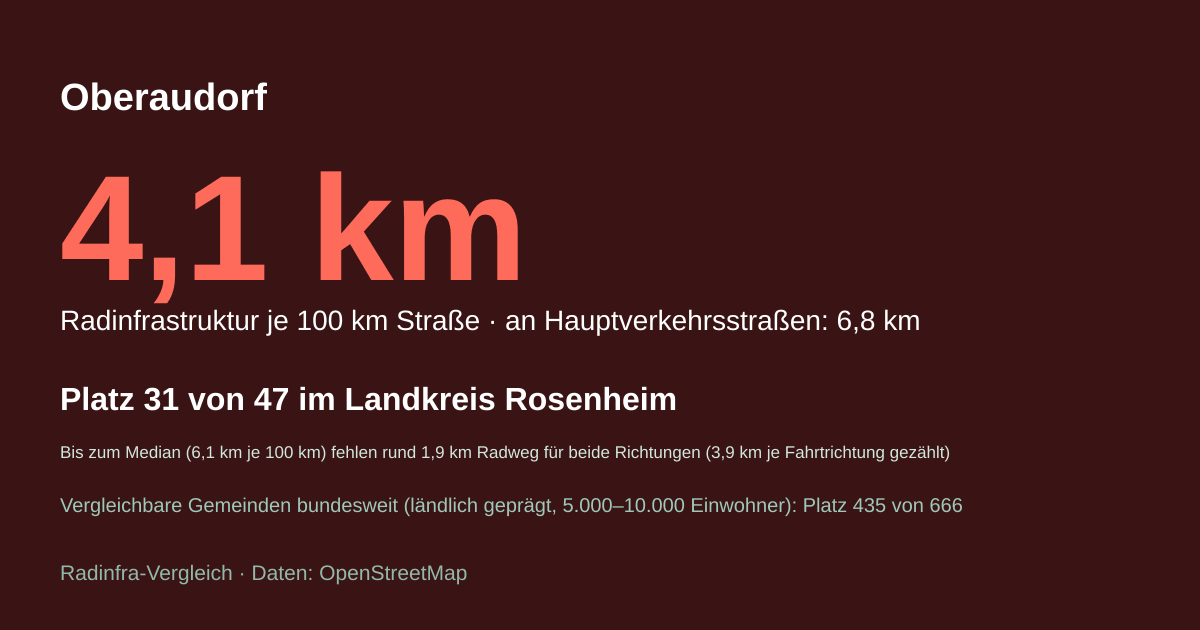 Oberaudorf
4,1 km
Radinfrastruktur je 100 km Straße · an Hauptverkehrsstraßen: 6,8 km
Platz 31 von 47 im Landkreis Rosenheim
Bis zum Median (6,1 km je 100 km) fehlen rund 1,9 km Radweg für beide Richtungen (3,9 km je Fahrtrichtung gezählt)
Vergleichbare Gemeinden bundesweit (ländlich geprägt, 5.000–10.000 Einwohner): Platz 435 von 666
Radinfra-Vergleich · Daten: OpenStreetMap